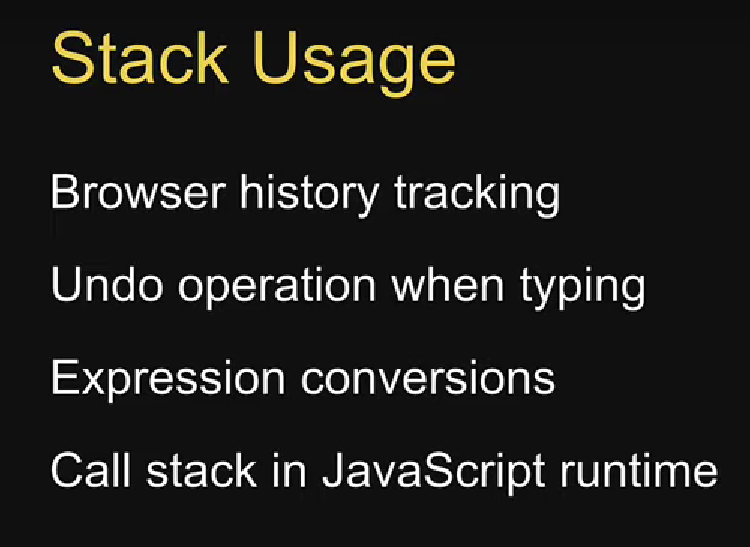 Stack Usage
Browser history tracking
Undo operation when typing
Expression conversions
Call stack in JavaScript runtime